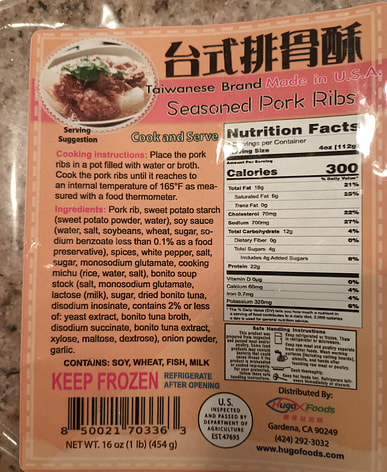 台式排骨酥
Taiwanese Brand Made in U.S.A.
Seasoned Pork Ribs
Serving
Suggestion
Cook and Serve
Cooking instructions: Place the pork
ribs in a pot filled with water or broth.
Cook the pork ribs until it reaches to
an internal temperature of 165°F as mea-
sured with a food thermometer.
Ingredients: Pork rib, sweet potato starch
(sweet potato powder, water), soy sauce
(water, salt, soybeans, wheat, sugar, so-
dium benzoate less than 0.1% as a food
preservative), spices, white pepper, salt,
sugar, monosodium glutamate, cooking
michu (rice, water, salt), bonito soup
stock (salt, monosodium glutamate,
lactose (milk), sugar, dried bonito tuna,
disodium inosinate, contains 2% or less
of: yeast extract, bonito tuna broth,
disodium succinate, bonito tuna extract,
xylose, maltose, dextrose), onion powder,
garlic.
CONTAINS: SOY, WHEAT, FISH, MILK
KEEP FROZEN REFRIGERATE
AFTER OPENING
8 50021 70336 3
NET WT. 16 oz (1 lb) (454 g)
Nutrition Facts
Servings per Container
Serving Size 4oz (112g)
Amount Per Serving
Calories 300
% Daily Value*
Total Fat 18g 21%
Saturated Fat 6g 25%
Trans Fat 0g
Cholesterol 70mg 22%
Sodium 700mg 27%
Total Carbohydrate 12g 4%
Dietary Fiber 0g 0%
Total Sugars 4g
Includes 4g Added Sugars 8%
Protein 22g
Vitamin D 0μg 0%
Calcium 60mg 4%
Iron 0.7mg 4%
Potassium 320mg 6%
Safe Handling Instructions
U.S.
INSPECTED
AND PASSED BY
DEPARTMENT OF
AGRICULTURE
EST.47693
Distributed By:
Hugo Foods
Gardena, CA 90249
(424) 292-3032
www.hugofoods.com